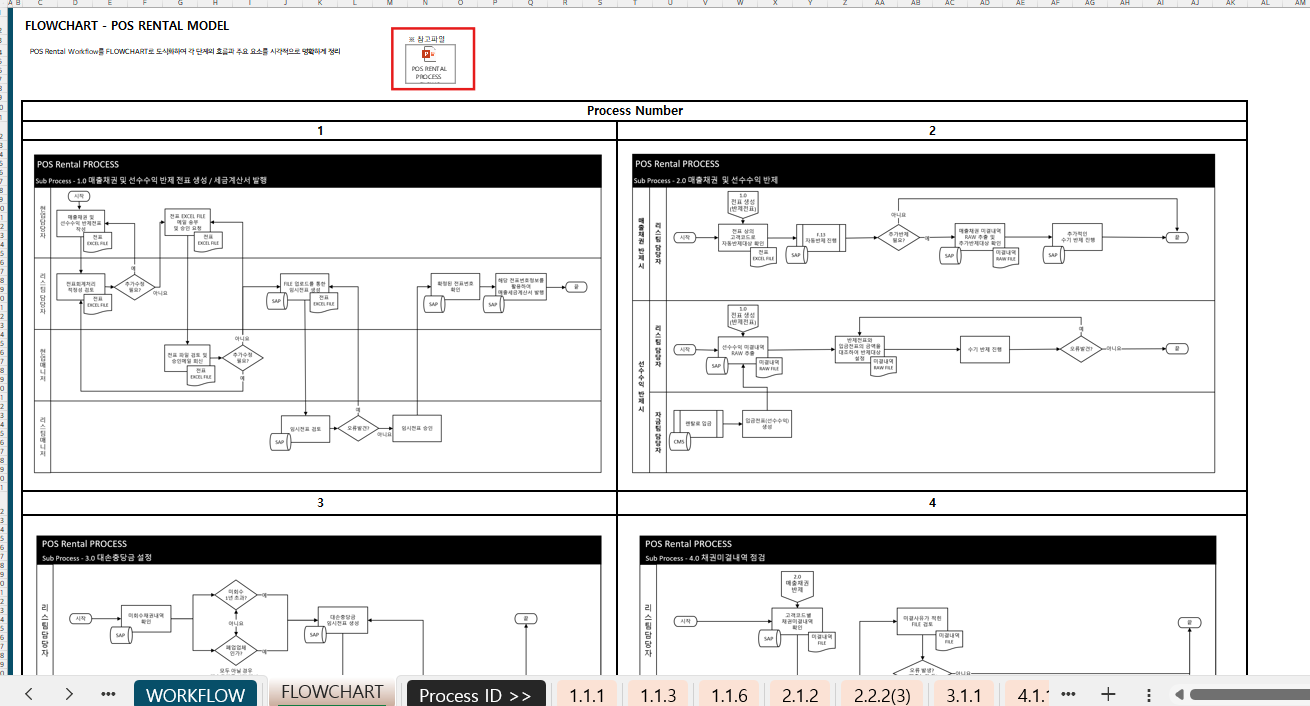 FLOWCHART - POS RENTAL MODEL
POS Rental Workflow를 FLOWCHART로 도식화하여 각 단계의 흐름과 주요 요소를 시각적으로 명확하게 정리
※ 참고파일
POS RENTAL
PROCESS
Process Number
1
2
POS Rental PROCESS
Sub Process - 1.0 매출채권 및 선수수익 반제 전표 생성 / 세금계산서 발행
현업담당자
시작
매출채권 및
선수수익 반제전표
작성
전표
EXCEL FILE
전표 EXCEL FILE
메일 송부
및 승인 요청
전표
EXCEL FILE
리스팀담당자
전표회계처리
적정성 검토
전표
EXCEL FILE
예
추가수정
필요?
아니요
FILE 업로드를 통한
임시전표 생성
SAP
전표
EXCEL FILE
확정된 전표번호
확인
SAP
해당 전표번호정보를
활용하여
매출세금계산서 발행
SAP
끝
현업매니저
전표 파일 검토 및
승인메일 회신
전표
EXCEL FILE
아니요
추가수정
필요?
예
리스팀매니저
임시전표 검토
SAP
예
오류발견?
아니요
임시전표 승인
POS Rental PROCESS
Sub Process - 2.0 매출채권 및 선수수익 반제
매출채권 반제시
리스팀담당자
1.0
전표 생성
(반제전표)
시작
전표 상의
고객코드로
자동반제대상 확인
전표
EXCEL FILE
F.13
자동반제 진행
SAP
아니요
추가반제
필요?
예
매출채권 미결내역
RAW 추출 및
추가반제대상 확인
SAP
미결내역
RAW FILE
추가적인
수기 반제 진행
SAP
끝
선수수익 반제시
리스팀담당자
1.0
전표 생성
(반제전표)
시작
선수수익 미결내역
RAW 추출
SAP
미결내역
RAW FILE
반제전표와
입금전표의 금액을
대조하여 반제대상
설정
미결내역
RAW FILE
수기 반제 진행
예
오류발견?
아니요
끝
자금팀담당자
렌탈료 입금
CMS
입금전표(선수수익)
생성
3
4
POS Rental PROCESS
Sub Process - 3.0 대손충당금 설정
리스팀담당자
시작
미회수채권내역
확인
SAP
미회수
1년 초과?
예
아니요
폐업업체
인가?
예
모두 아닐 경우
대손충당금
임시전표 생성
SAP
끝
POS Rental PROCESS
Sub Process - 4.0 채권미결내역 점검
리스팀담당자
2.0
매출채권
반제
시작
고객코드별
채권미결내역
확인
SAP
미결내역
FILE
미결사유가 적힌
FILE 검토
미결내역
FILE
오류 발생?
아니요
끝
WORKFLOW
FLOWCHART
Process ID >>
1.1.1
1.1.3
1.1.6
2.1.2
2.2.2(3)
3.1.1
4.1.